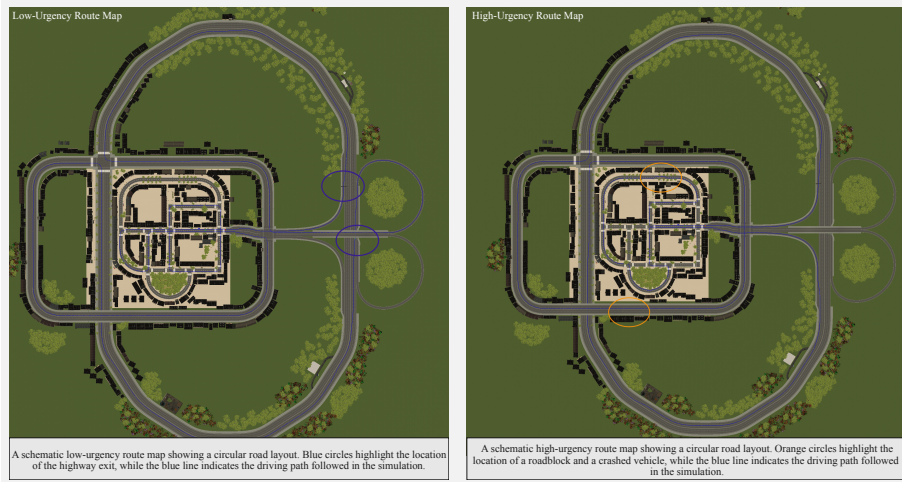 Low-Urgency Route Map
High-Urgency Route Map
A schematic low-urgency route map showing a circular road layout. Blue circles highlight the location
of the highway exit, while the blue line indicates the driving path followed in the simulation.
A schematic high-urgency route map showing a circular road layout. Orange circles highlight the
location of a roadblock and a crashed vehicle, while the blue line indicates the driving path followed
in the simulation.